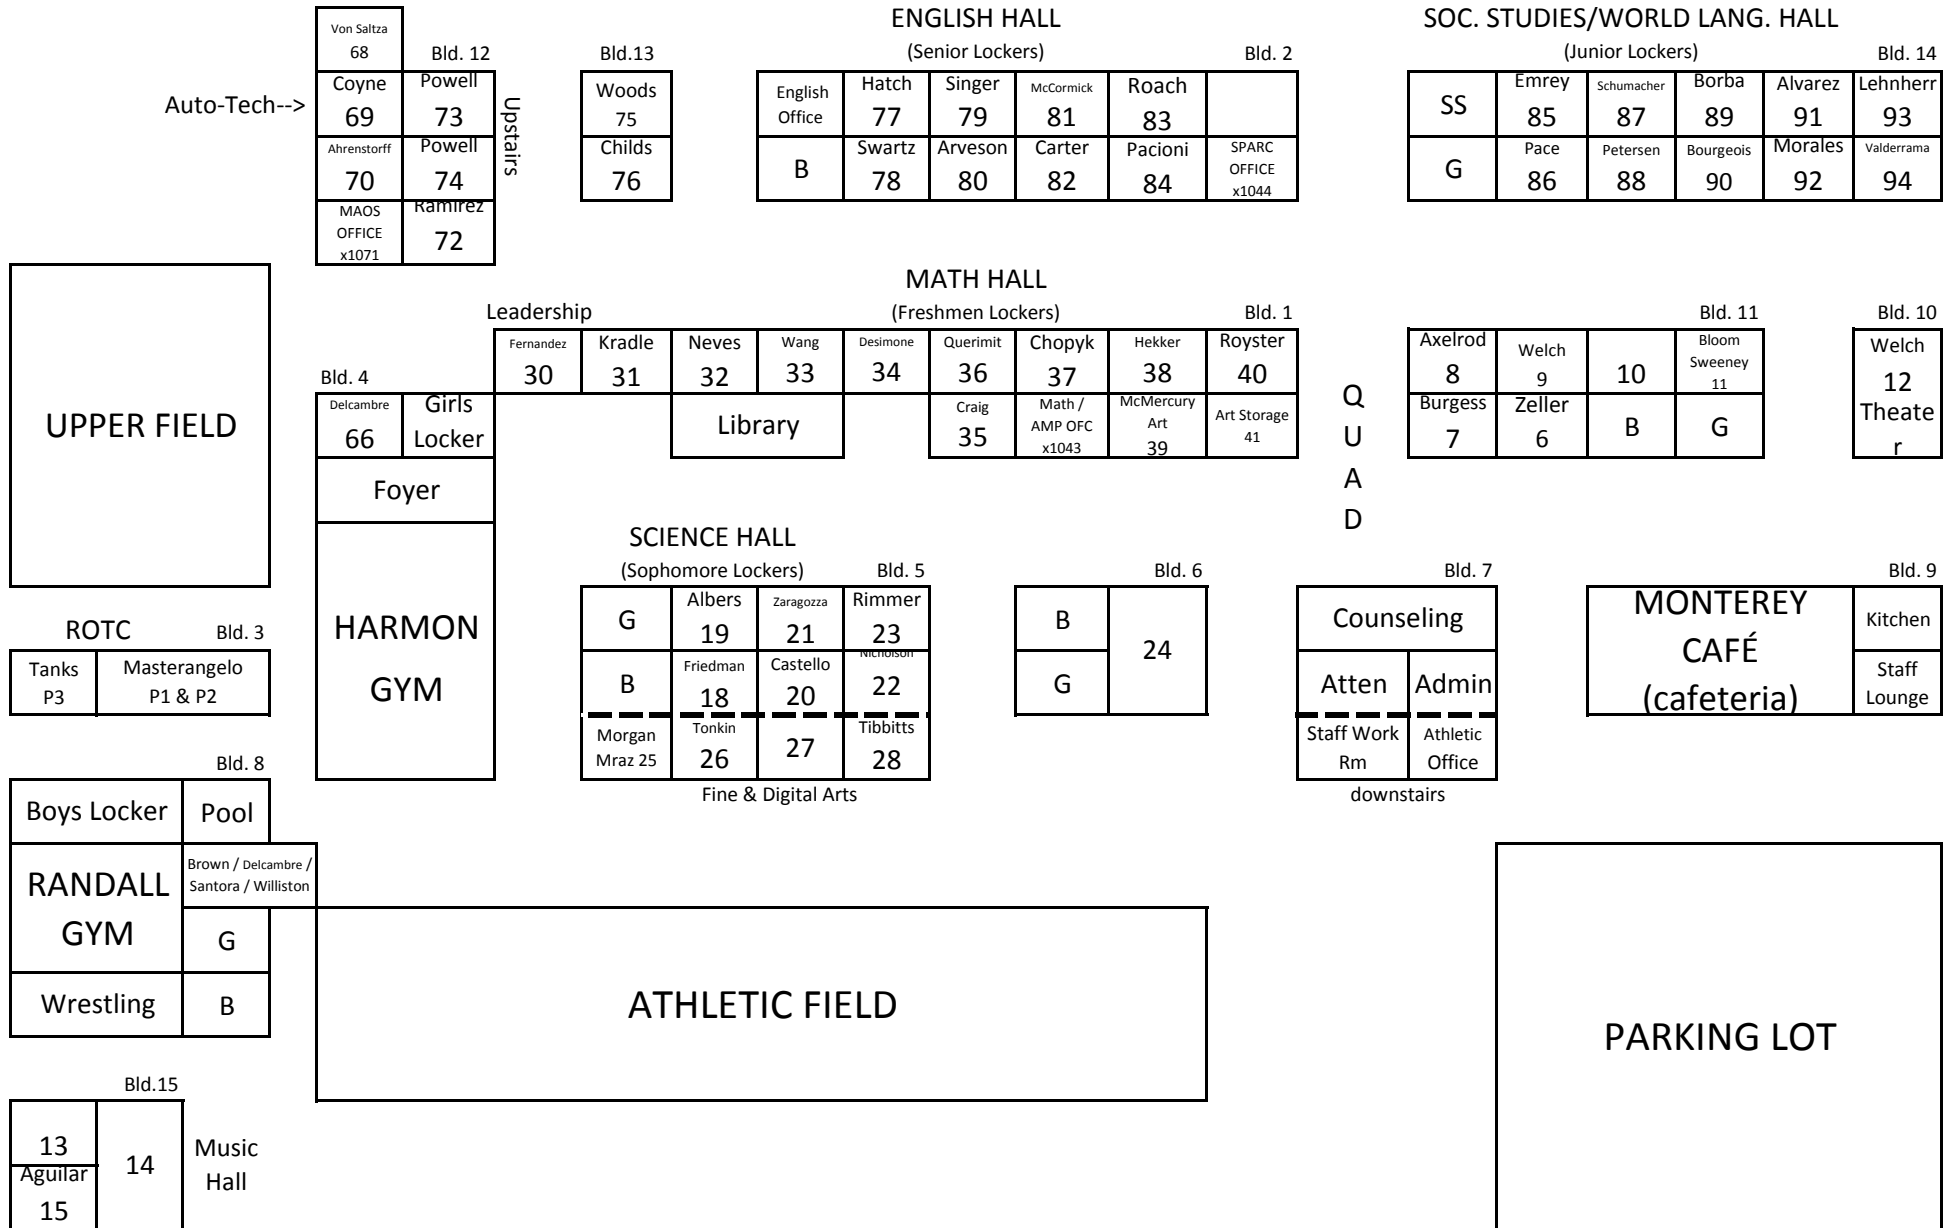 Von Saltza
68
Bld. 12
Auto-Tech-->
Coyne
69
Powell
73
Ahrenstorff
70
Powell
74
MAOS
OFFICE
x1071
Ramirez
72
Upstairs
Bld.13
Woods
75
Childs
76
ENGLISH HALL
(Senior Lockers)
Bld. 2
English
Office
Hatch
77
Singer
79
McCormick
81
Roach
83
B
Swartz
78
Arveson
80
Carter
82
Pacioni
84
SPARC
OFFICE
x1044
SOC. STUDIES/WORLD LANG. HALL
(Junior Lockers)
Bld. 14
SS
Emrey
85
Schumacher
87
Borba
89
Alvarez
91
Lehnherr
93
G
Pace
86
Petersen
88
Bourgeois
90
Morales
92
Valderrama
94
UPPER FIELD
MATH HALL
Leadership
(Freshmen Lockers)
Bld. 1
Fernandez
30
Kradle
31
Neves
32
Wang
33
Desimone
34
Querimit
36
Chopyk
37
Hekker
38
Royster
40
Library
Craig
35
Math /
AMP OFC
x1043
McMercury
Art
39
Art Storage
41
Bld. 4
Delcambre
66
Girls
Locker
Foyer
HARMON
GYM
Q
U
A
D
Bld. 11
Axelrod
8
Welch
9
10
Bloom
Sweeney
11
Burgess
7
Zeller
6
B
G
Bld. 10
Welch
12
Theate
r
SCIENCE HALL
(Sophomore Lockers)
Bld. 5
G
Albers
19
Zaragozza
21
Rimmer
23
B
Friedman
18
Castello
20
Nicholson
22
Morgan
Mraz 25
Tonkin
26
27
Tibbitts
28
Fine & Digital Arts
Bld. 6
B
G
24
Bld. 7
Counseling
Atten
Admin
Staff Work
Rm
Athletic
Office
downstairs
Bld. 9
MONTEREY
CAFÉ
(cafeteria)
Kitchen
Staff
Lounge
ROTC
Bld. 3
Tanks
P3
Masterangelo
P1 & P2
Bld. 8
Boys Locker
Pool
RANDALL
GYM
Brown / Delcambre /
Santora / Williston
G
Wrestling
B
ATHLETIC FIELD
PARKING LOT
Bld.15
13
Aguilar
15
14
Music
Hall